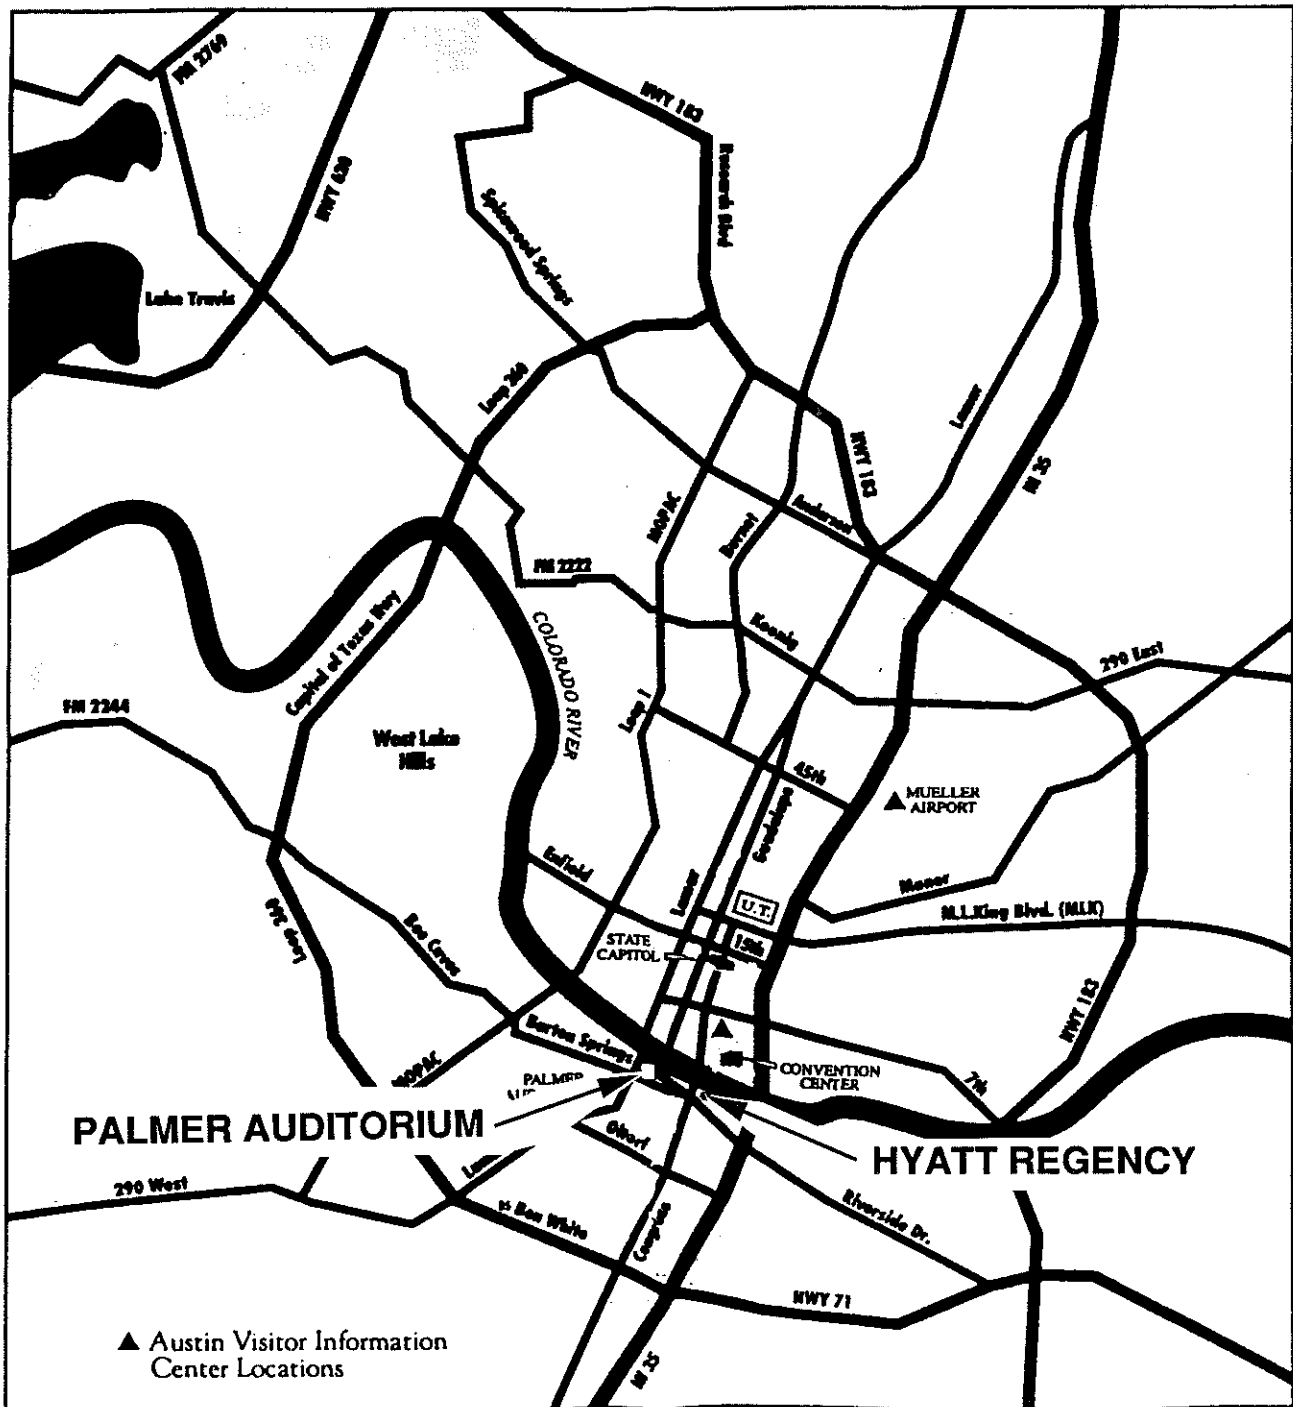 FM 2769
HWY 183
HWY 620
Research Blvd
Spicewood Springs
Lake Travis
Loop 360
Lamar
HWY 183
IH 35
MOPAC
Burnet
Anderson
FM 2222
COLORADO RIVER
Capital of Texas Hwy
Koenig
290 East
FM 2244
Loop 1
West Lake
Hills
45th
MUELLER
AIRPORT
Guadalupe
Enfield
Lamar
Manor
U.T.
M.L.King Blvd. (MLK)
Loop 360
Bee Caves
STATE
CAPITOL
15th
HWY 183
Barton Springs
MOPAC
PALMER
CONVENTION
CENTER
7th
PALMER AUDITORIUM
HYATT REGENCY
Oltorf
290 West
Ben White
Congress
Riverside Dr.
HWY 71
IH 35
▲ Austin Visitor Information
Center Locations